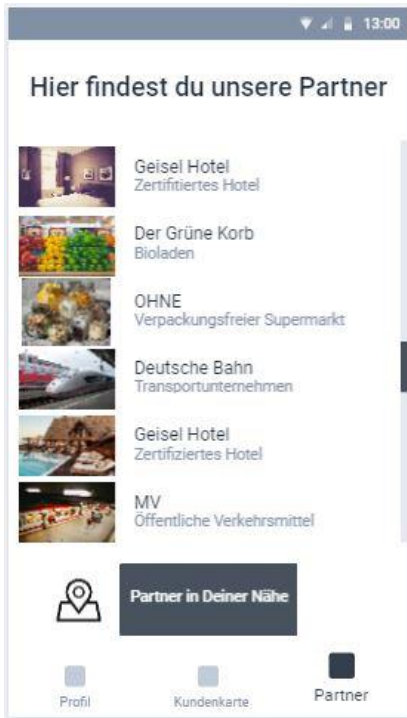 13:00
Hier findest du unsere Partner
Geisel Hotel
Zertifitiertes Hotel
Der Grüne Korb
Bioladen
OHNE
Verpackungsfreier Supermarkt
Deutsche Bahn
Transportunternehmen
Geisel Hotel
Zertifiziertes Hotel
MV
Öffentliche Verkehrsmittel
Partner in Deiner Nähe
Profil
Kundenkarte
Partner